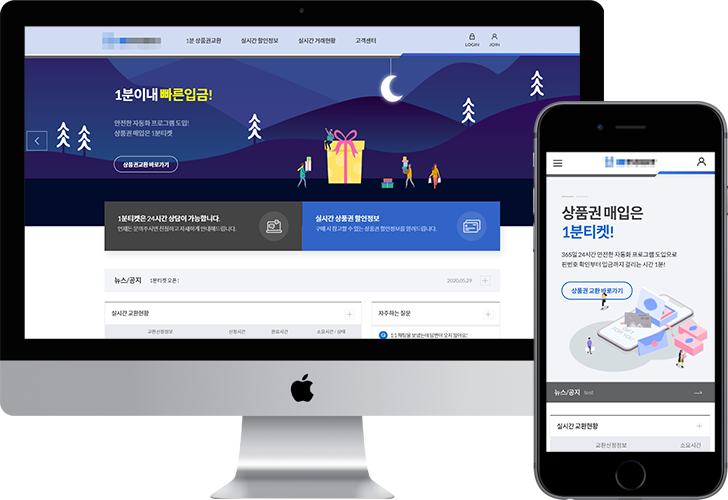 1분 상품권교환 실시간 할인정보 실시간 거래현황 고객센터
LOGIN JOIN
1분이내 빠른입금!
안전한 자동화 프로그램 도입!
상품권 매입은 1분티켓
상품권교환 바로가기
1분티켓은 24시간 상담이 가능합니다.
언제든 문의주시면 친절하고 자세하게 안내해드립니다.
실시간 상품권 할인정보
구매 시 참고할 수 있는 상품권 할인정보를 알려드립니다.
뉴스/공지 1분티켓 오픈! 2020.05.29
실시간 교환현황
교환신청정보 신청시간 완료시간 소요시간 / 상태
자주하는 질문
Q 1:1 채팅을 보냈는데 답변이 오지 않아요!
상품권 매입은
1분티켓!
365일 24시간 안전한 자동화 프로그램 도입으로
핀번호 확인부터 입금까지 걸리는 시간 1분!
상품권 교환 바로가기
GIFT
FOR YOU
뉴스/공지 test
실시간 교환현황
교환신청정보 소요시간